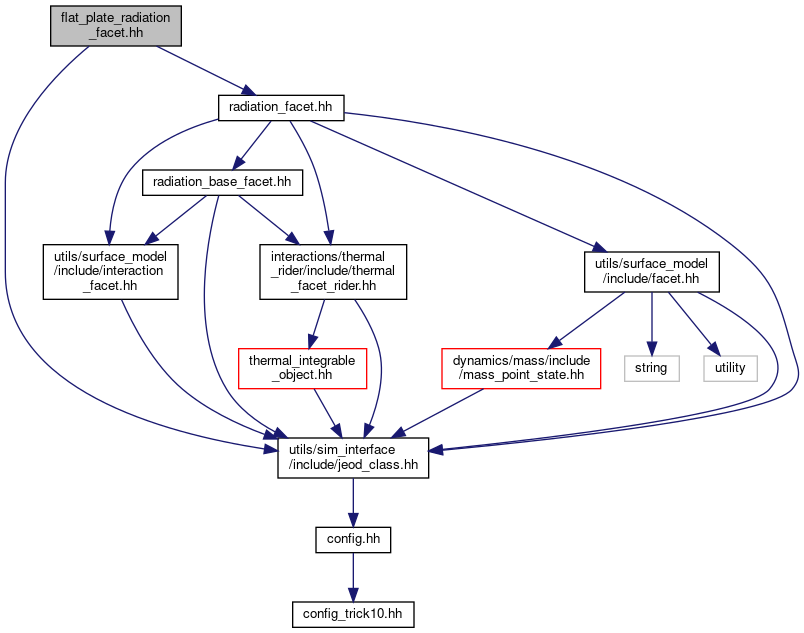 flat_plate_radiation
_facet.hh
radiation_facet.hh
radiation_base_facet.hh
utils/surface_model
/include/interaction
_facet.hh
interactions/thermal
_rider/include/thermal
_facet_rider.hh
utils/surface_model
/include/facet.hh
thermal_integrable
_object.hh
dynamics/mass/include
/mass_point_state.hh
string
utility
utils/sim_interface
/include/jeod_class.hh
config.hh
config_trick10.hh